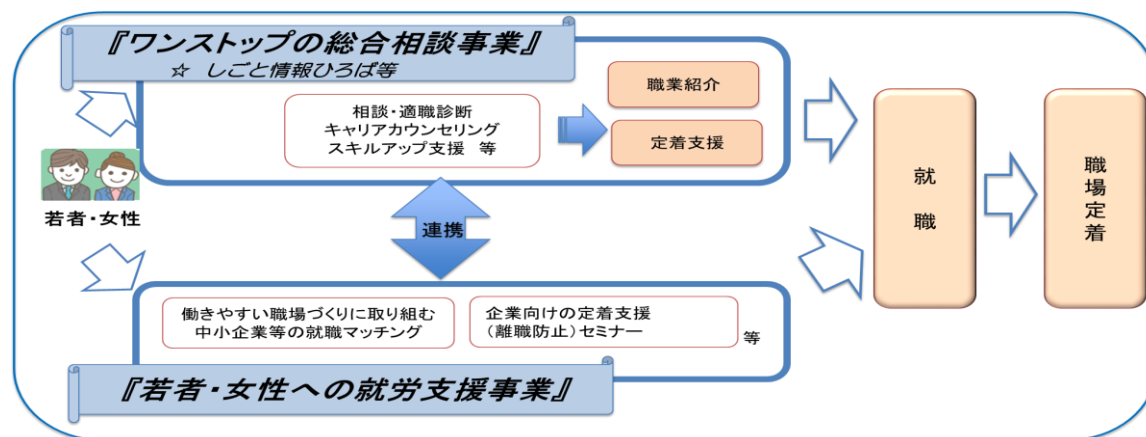 『ワンストップの総合相談事業』
☆ しごと情報ひろば等
相談・適職診断
キャリアカウンセリング
スキルアップ支援 等
職業紹介
定着支援
若者・女性
連携
働きやすい職場づくりに取り組む
中小企業等の就職マッチング
企業向けの定着支援
(離職防止)セミナー
等
『若者・女性への就労支援事業』
就職
職場定着